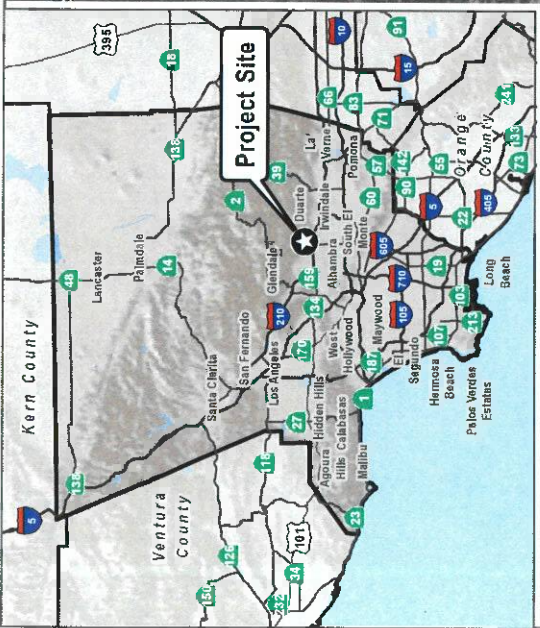 Kern County
5
138
48
Lancaster
Palmdale
14
138
18
395
Ventura
County
126
150
118
Santa Clarita
San Fernando
2
Project Site
232
34
101
27
Los Angeles
210
Glendale
39
Duarte
170
134
159
Irwindale
La
Verne
66
10
23
Agoura
Hills
Hidden Hills
Calabasas
Malibu
West
Hollywood
Alhambra
South El
Monte
Pomona
83
71
15
91
1
187
Maywood
60
57
605
710
105
El
Segundo
90
142
5
19
107
Hermosa
Beach
103
213
Palos Verdes
Estates
Long
Beach
22
405
55
Orange
County
241
133
73